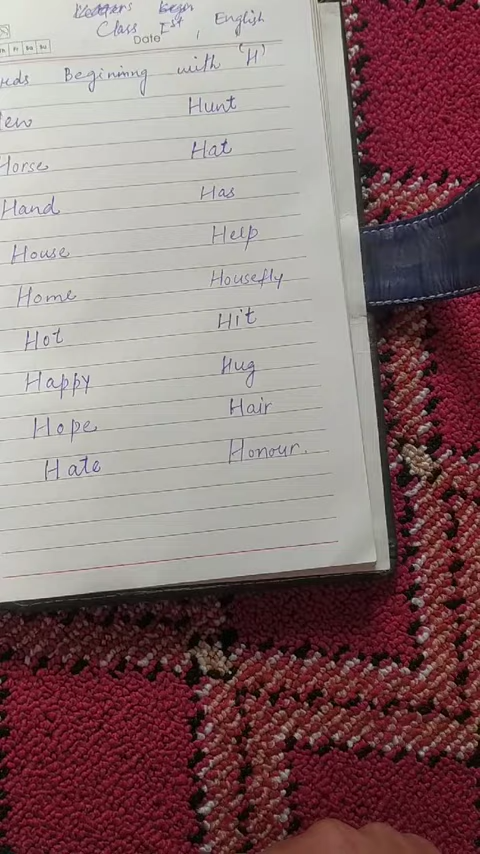 Class Ist, English
Date
Beginning with 'H'
Hunt
Horse Hat
Hand Has
House Help
Home Housefly
Hot Hit
Happy Hug
Hope Hair
Hate Honour.